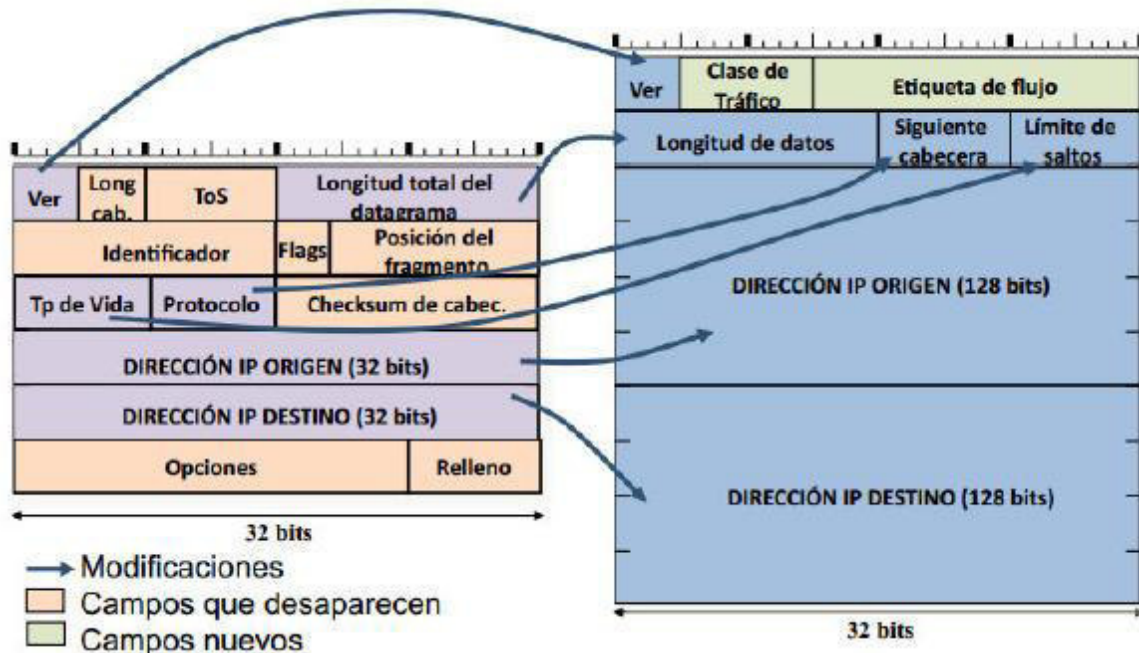 Ver
Clase de
Tráfico
Etiqueta de flujo
Longitud de datos
Siguiente
cabecera
Límite de
saltos
DIRECCIÓN IP ORIGEN (128 bits)
DIRECCIÓN IP DESTINO (128 bits)
32 bits
Ver
Long
cab.
ToS
Longitud total del
datagrama
Identificador
Flags
Posición del
fragmento
Tp de Vida
Protocolo
Checksum de cabec.
DIRECCIÓN IP ORIGEN (32 bits)
DIRECCIÓN IP DESTINO (32 bits)
Opciones
Relleno
32 bits
Modificaciones
Campos que desaparecen
Campos nuevos